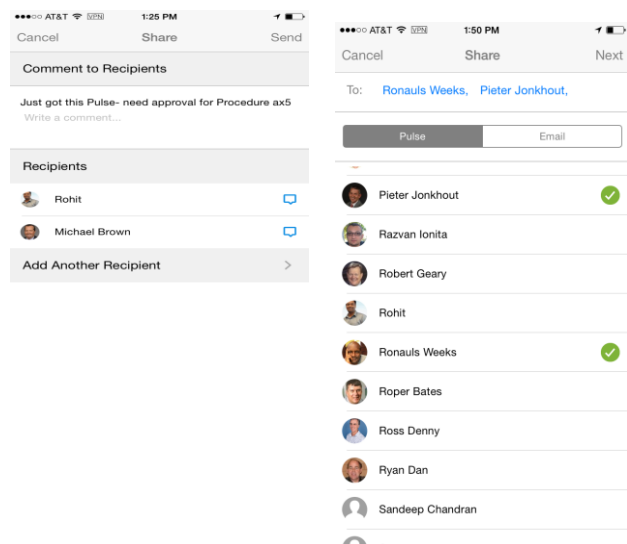 AT&T VPN 1:25 PM
Cancel Share Send
Comment to Recipients
Just got this Pulse- need approval for Procedure ax5
Write a comment...
Recipients
Rohit
Michael Brown
Add Another Recipient
AT&T VPN 1:50 PM
Cancel Share Next
To: Ronauls Weeks, Pieter Jonkhout,
Pulse Email
Pieter Jonkhout
Razvan Ionita
Robert Geary
Rohit
Ronauls Weeks
Roper Bates
Ross Denny
Ryan Dan
Sandeep Chandran